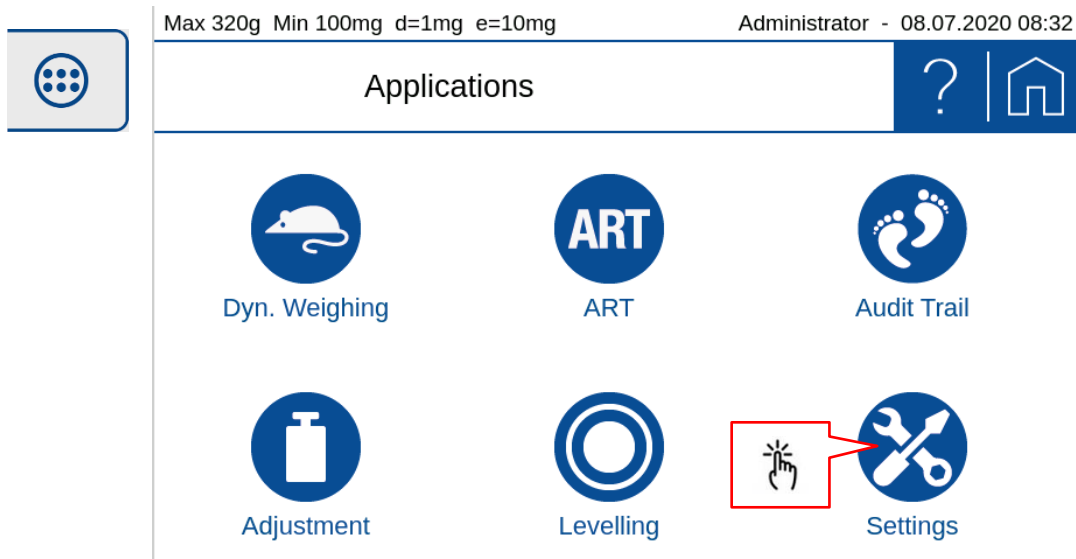 Max 320g Min 100mg d=1mg e=10mg Administrator - 08.07.2020 08:32
Applications ?
ART
Dyn. Weighing ART Audit Trail
Adjustment Levelling Settings